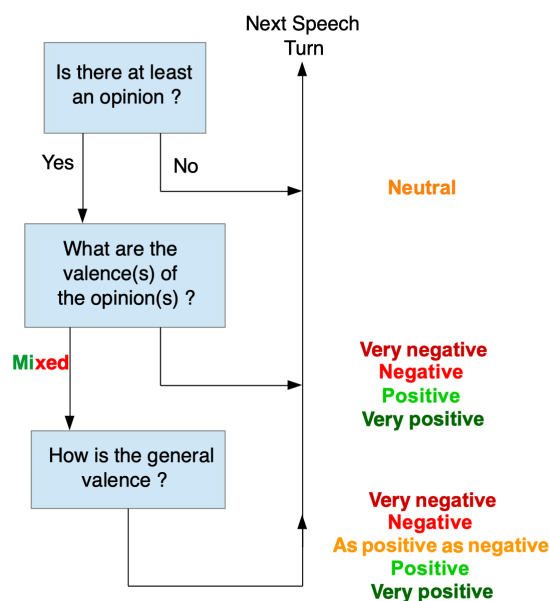 Next Speech
Turn
Is there at least
an opinion ?
Yes
No
Neutral
What are the
valence(s) of
the opinion(s) ?
Mixed
Very negative
Negative
Positive
Very positive
How is the general
valence ?
Very negative
Negative
As positive as negative
Positive
Very positive